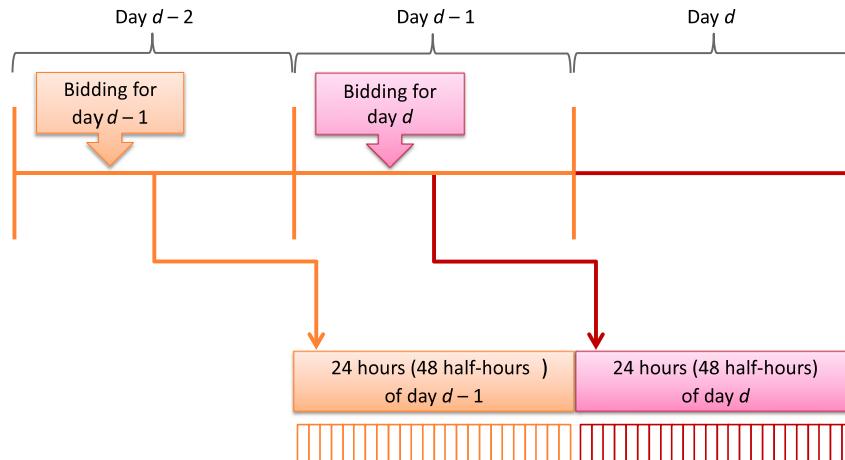 Day d – 2
Day d – 1
Day d
Bidding for
day d – 1
Bidding for
day d
24 hours (48 half-hours )
of day d – 1
24 hours (48 half-hours)
of day d